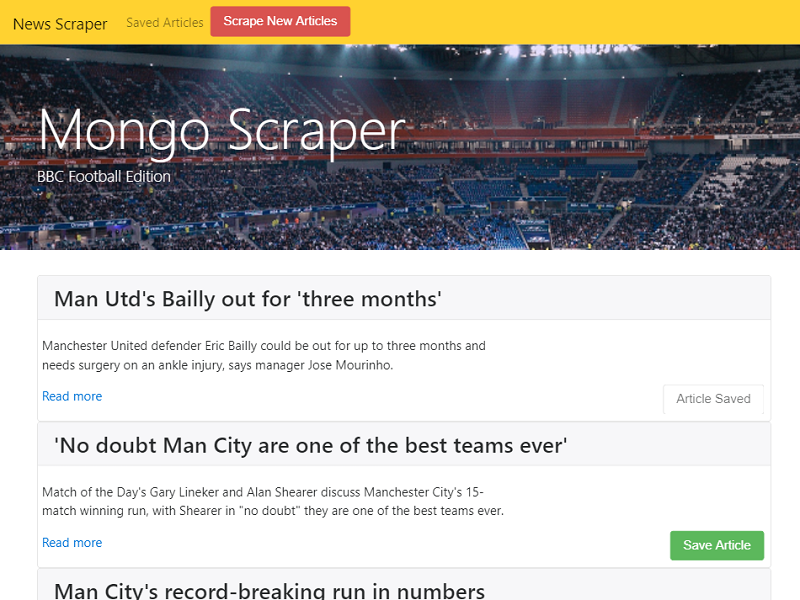 News Scraper Saved Articles Scrape New Articles
Mongo Scraper
BBC Football Edition
Man Utd's Bailly out for 'three months'
Manchester United defender Eric Bailly could be out for up to three months and
needs surgery on an ankle injury, says manager Jose Mourinho.
Read more
Article Saved
'No doubt Man City are one of the best teams ever'
Match of the Day's Gary Lineker and Alan Shearer discuss Manchester City's 15-
match winning run, with Shearer in "no doubt" they are one of the best teams ever.
Read more
Save Article
Man City's record-breaking run in numbers